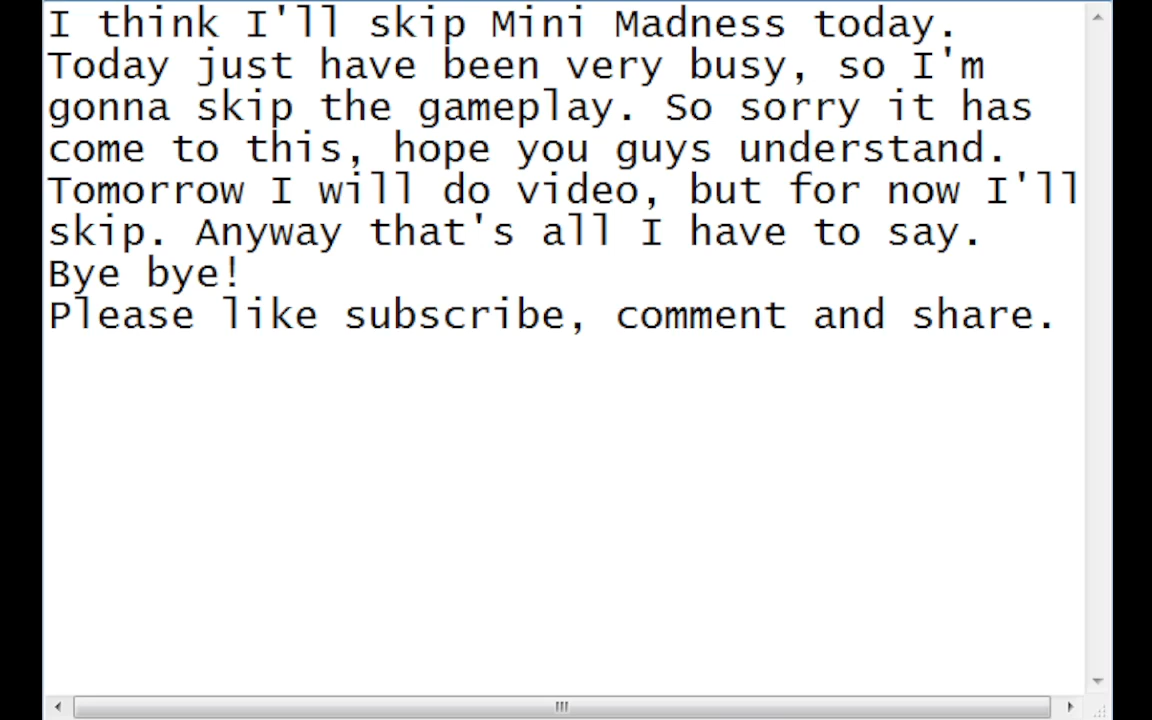 I think I'll skip Mini Madness today.
Today just have been very busy, so I'm
gonna skip the gameplay. So sorry it has
come to this, hope you guys understand.
Tomorrow I will do video, but for now I'll
skip. Anyway that's all I have to say.
Bye bye!
Please like subscribe, comment and share.